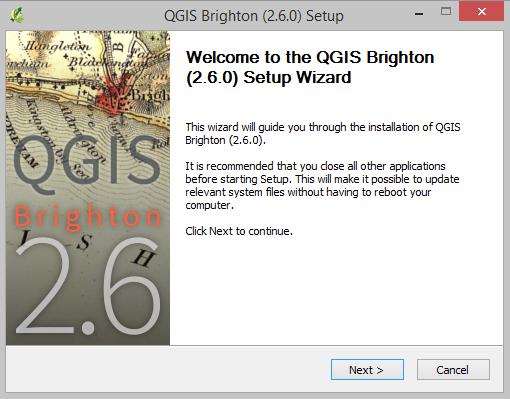 QGIS Brighton (2.6.0) Setup
Hangleton
Blatchington
QGIS
Brighton
2.6
I S H
Welcome to the QGIS Brighton
(2.6.0) Setup Wizard
This wizard will guide you through the installation of QGIS
Brighton (2.6.0).
It is recommended that you close all other applications
before starting Setup. This will make it possible to update
relevant system files without having to reboot your
computer.
Click Next to continue.
Next >
Cancel